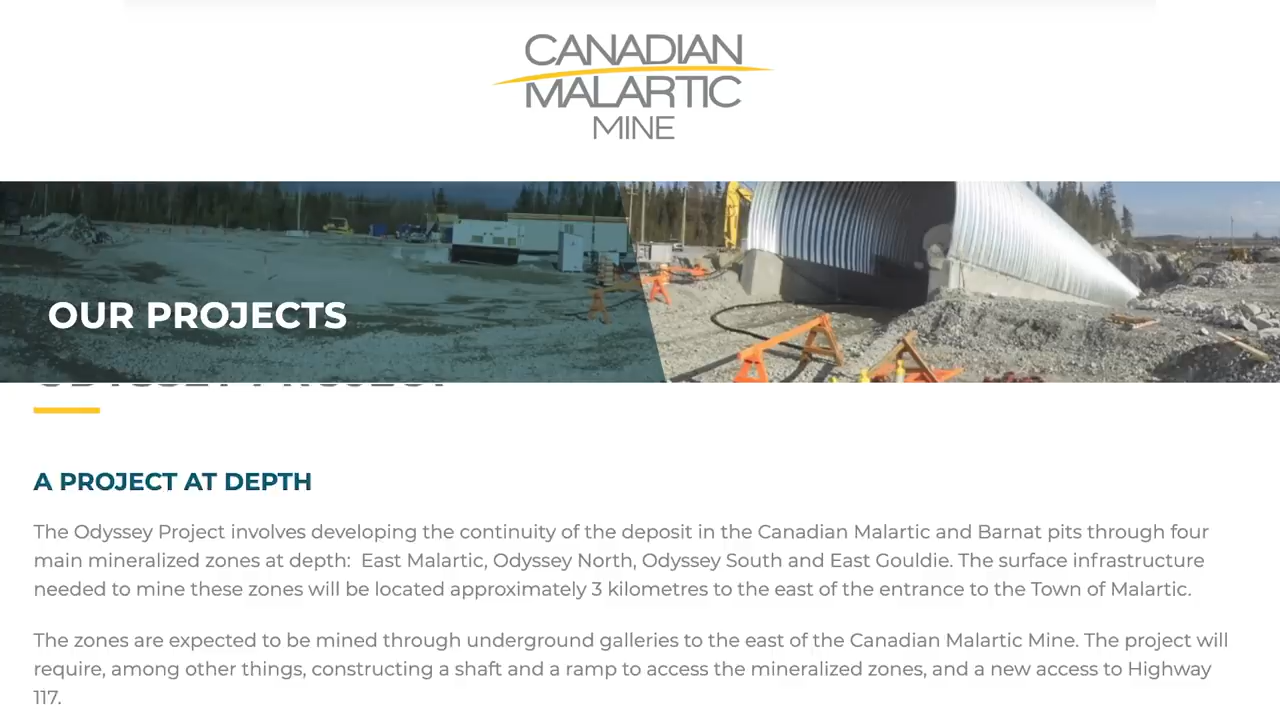 CANADIAN
MALARTIC
MINE
OUR PROJECTS
ODYSSEY PROJECT
A PROJECT AT DEPTH
The Odyssey Project involves developing the continuity of the deposit in the Canadian Malartic and Barnat pits through four
main mineralized zones at depth:  East Malartic, Odyssey North, Odyssey South and East Gouldie. The surface infrastructure
needed to mine these zones will be located approximately 3 kilometres to the east of the entrance to the Town of Malartic.
The zones are expected to be mined through underground galleries to the east of the Canadian Malartic Mine. The project will
require, among other things, constructing a shaft and a ramp to access the mineralized zones, and a new access to Highway
117.